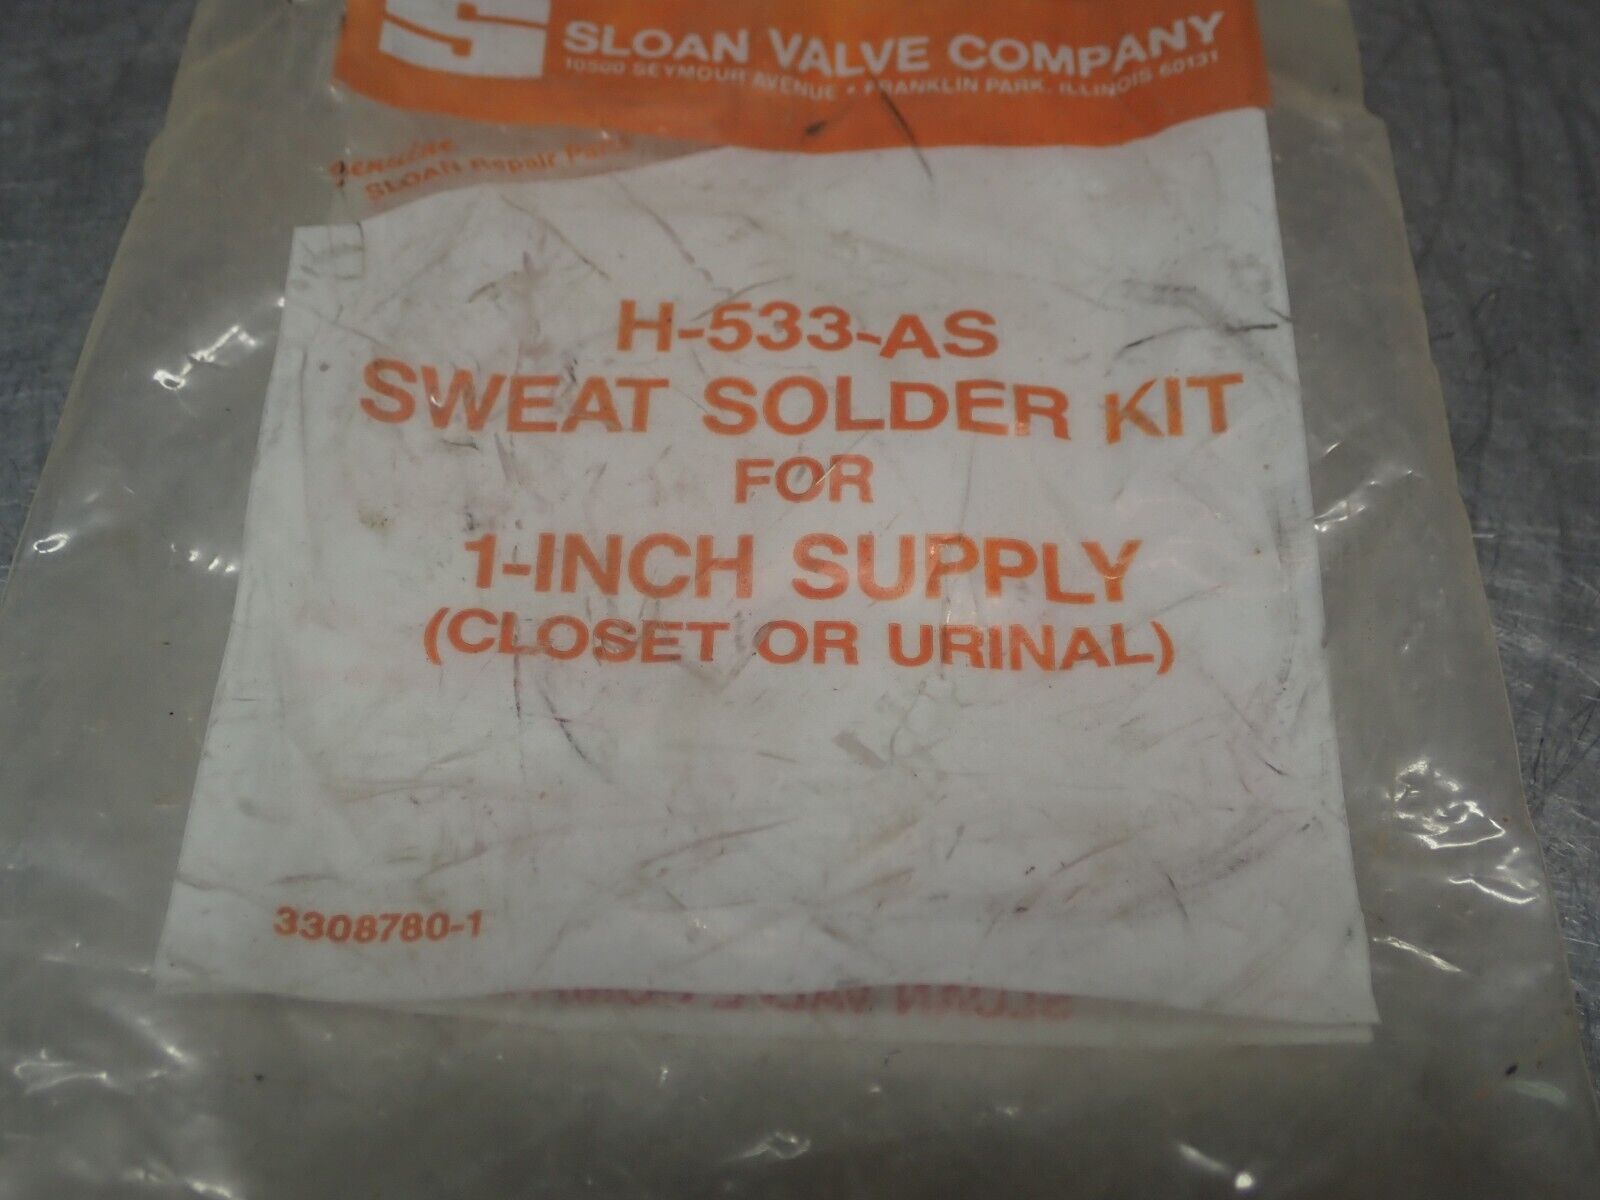 S
SLOAN VALVE COMPANY
10500 SEYMOUR AVENUE • FRANKLIN PARK, ILLINOIS 60131
Genuine
SLOAN Repair Parts
H-533-AS
SWEAT SOLDER KIT
FOR
1-INCH SUPPLY
(CLOSET OR URINAL)
3308780-1